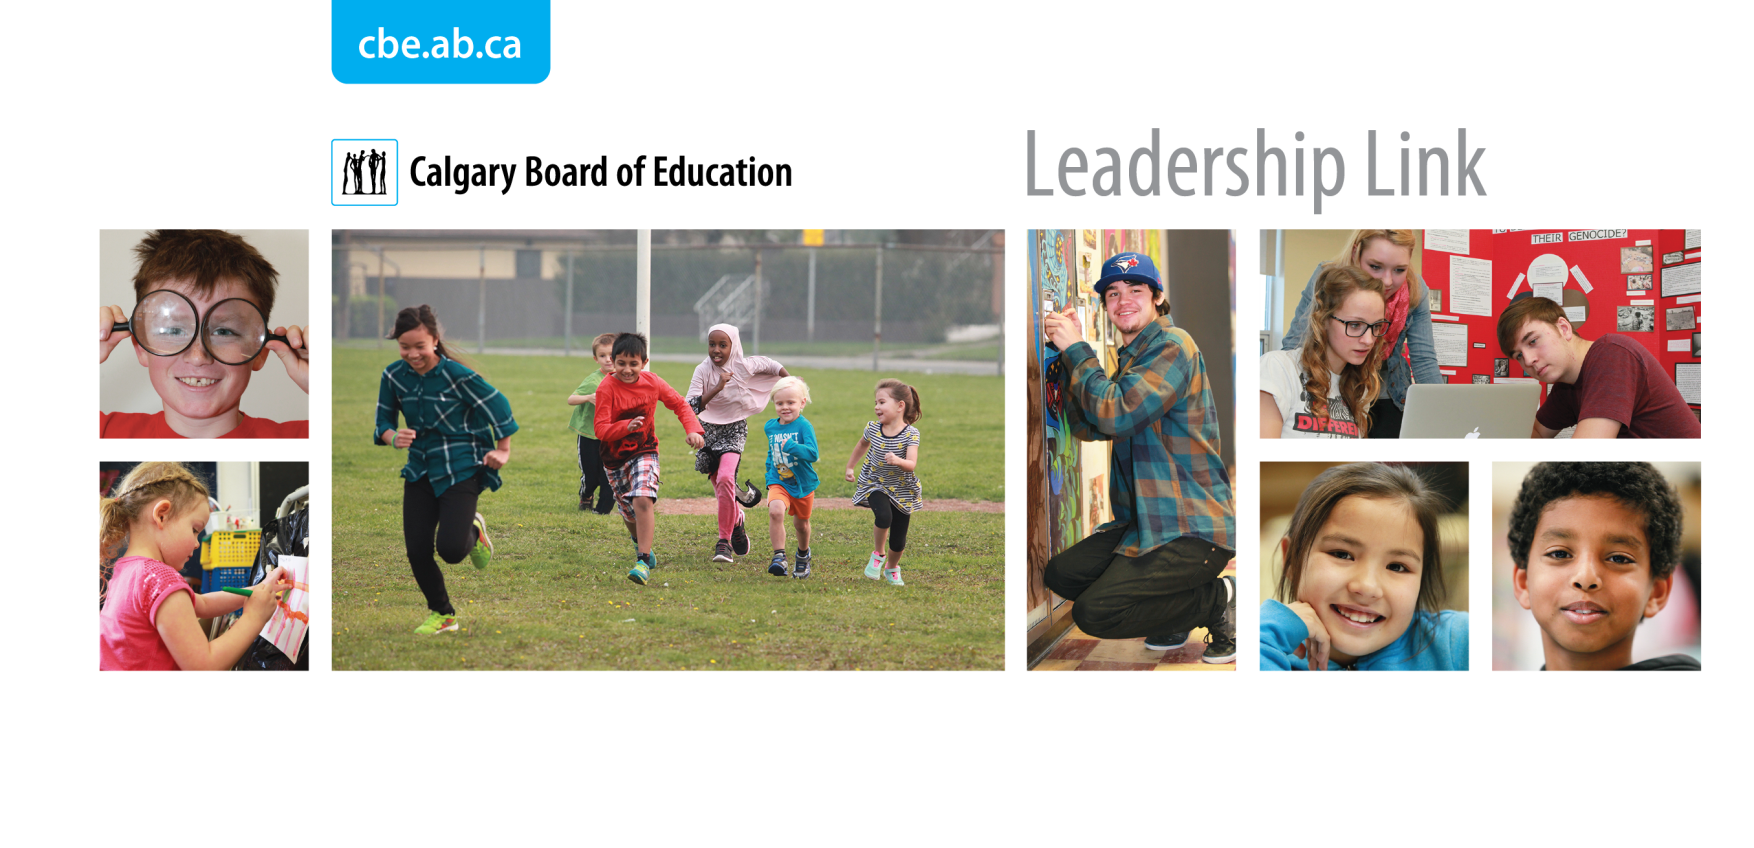 cbe.ab.ca
Calgary Board of Education
Leadership Link
THEIR GENOCIDE?